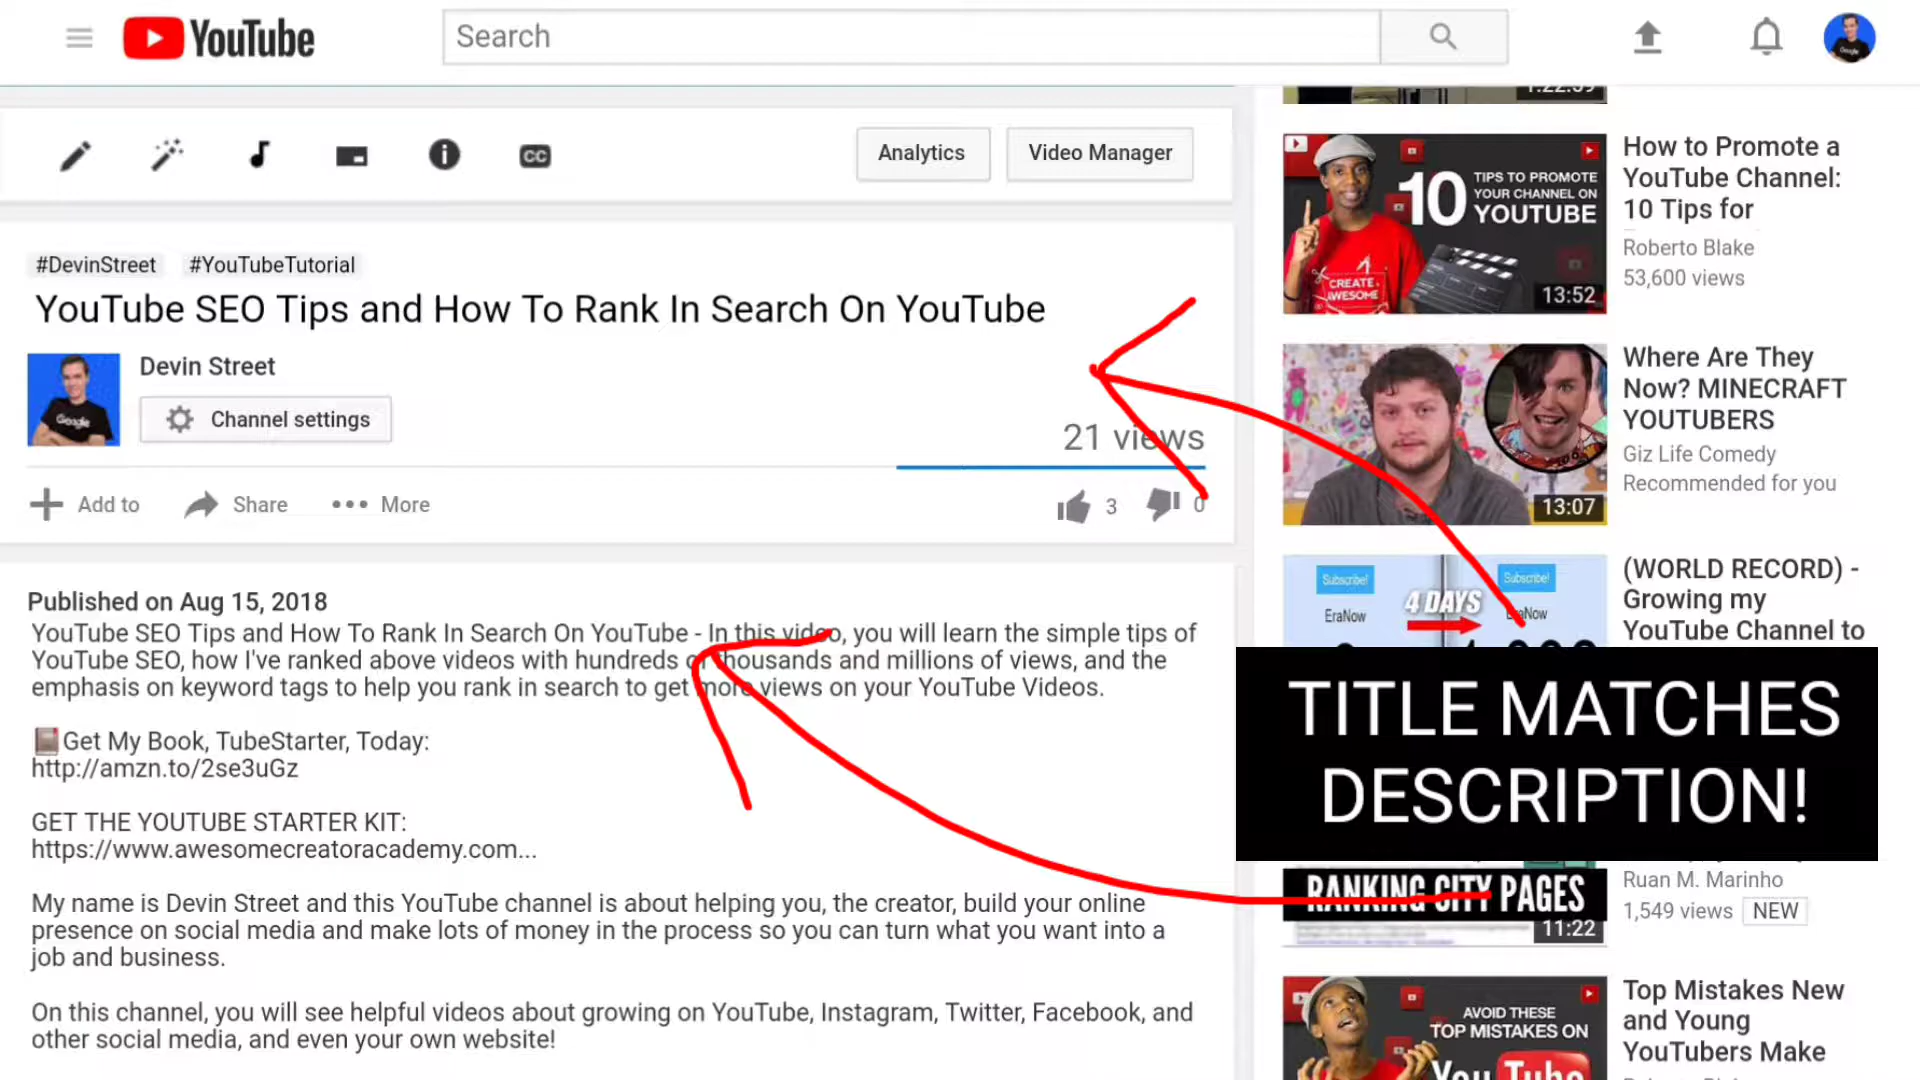 YouTube
Search
CC
Analytics
Video Manager
#DevinStreet #YouTubeTutorial
YouTube SEO Tips and How To Rank In Search On YouTube
Devin Street
Google
Channel settings
21 views
Add to
Share
More
3
0
Published on Aug 15, 2018
YouTube SEO Tips and How To Rank In Search On YouTube - In this video, you will learn the simple tips of
YouTube SEO, how I've ranked above videos with hundreds of thousands and millions of views, and the
emphasis on keyword tags to help you rank in search to get more views on your YouTube Videos.
Get My Book, TubeStarter, Today:
http://amzn.to/2se3uGz
GET THE YOUTUBE STARTER KIT:
https://www.awesomecreatoracademy.com...
My name is Devin Street and this YouTube channel is about helping you, the creator, build your online
presence on social media and make lots of money in the process so you can turn what you want into a
job and business.
On this channel, you will see helpful videos about growing on YouTube, Instagram, Twitter, Facebook, and
other social media, and even your own website!
10
TIPS TO PROMOTE
YOUR CHANNEL ON
YOUTUBE
CREATE
AWESOME
13:52
How to Promote a
YouTube Channel:
10 Tips for
Roberto Blake
53,600 views
13:07
Where Are They
Now? MINECRAFT
YOUTUBERS
Giz Life Comedy
Recommended for you
Subscribe!
Subscribe!
EraNow
4 DAYS
EraNow
(WORLD RECORD) -
Growing my
YouTube Channel to
TITLE MATCHES
DESCRIPTION!
RANKING CITY PAGES
11:22
Ruan M. Marinho
1,549 views NEW
AVOID THESE
TOP MISTAKES ON
YouTube
Top Mistakes New
and Young
YouTubers Make